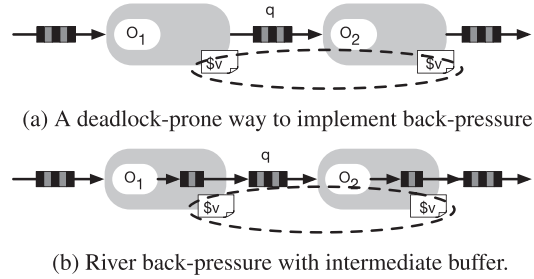 q
O1 O2
$v $v
(a) A deadlock-prone way to implement back-pressure
q
O1 O2
$v $v
(b) River back-pressure with intermediate buffer.